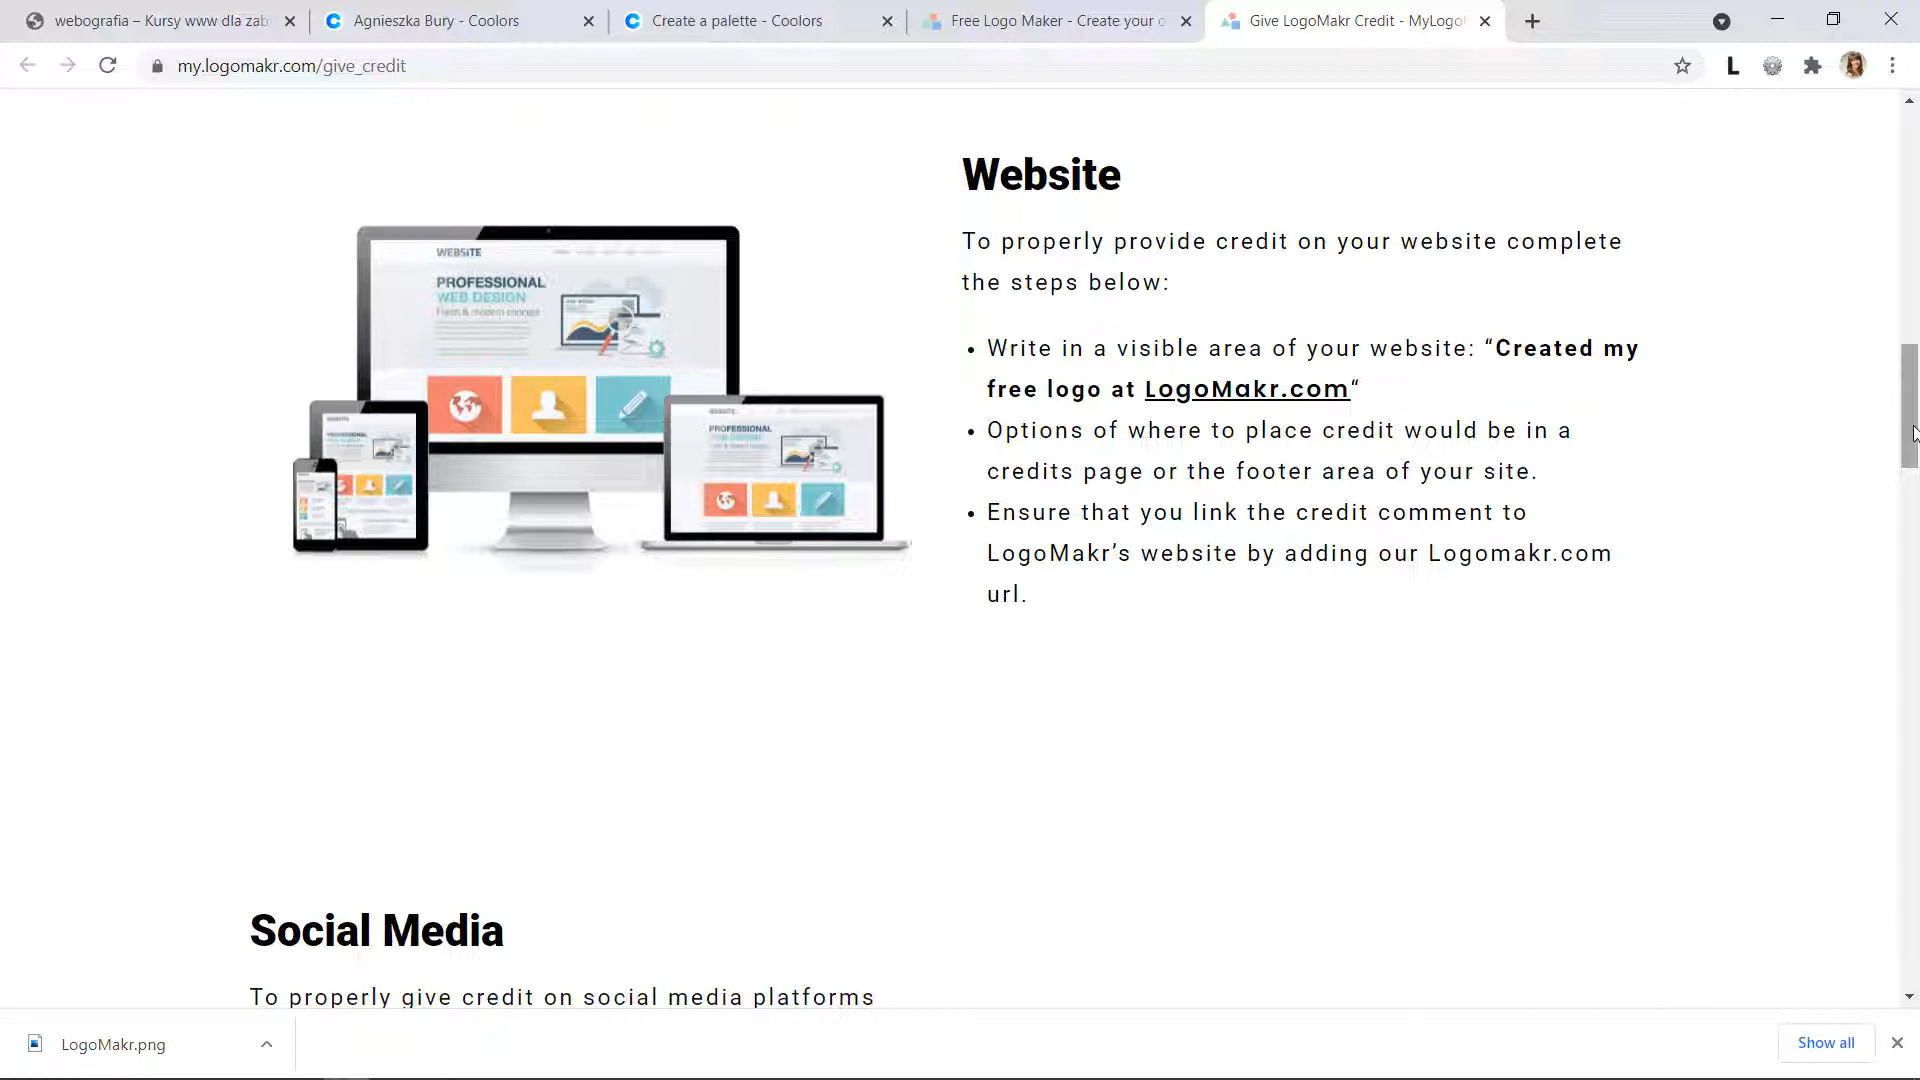 webografia – Kursy www dla zab
Agnieszka Bury - Coolors
Create a palette - Coolors
Free Logo Maker - Create your o
Give LogoMakr Credit - MyLogo
my.logomakr.com/give_credit
L
WEBSITE
PROFESSIONAL
WEB DESIGN
Fresh & modern concept
WEBSITE
PROFESSIONAL
Website
To properly provide credit on your website complete
the steps below:
• Write in a visible area of your website: “Created my
free logo at LogoMakr.com“
• Options of where to place credit would be in a
credits page or the footer area of your site.
• Ensure that you link the credit comment to
LogoMakr’s website by adding our Logomakr.com
url.
Social Media
To properly give credit on social media platforms
LogoMakr.png
Show all